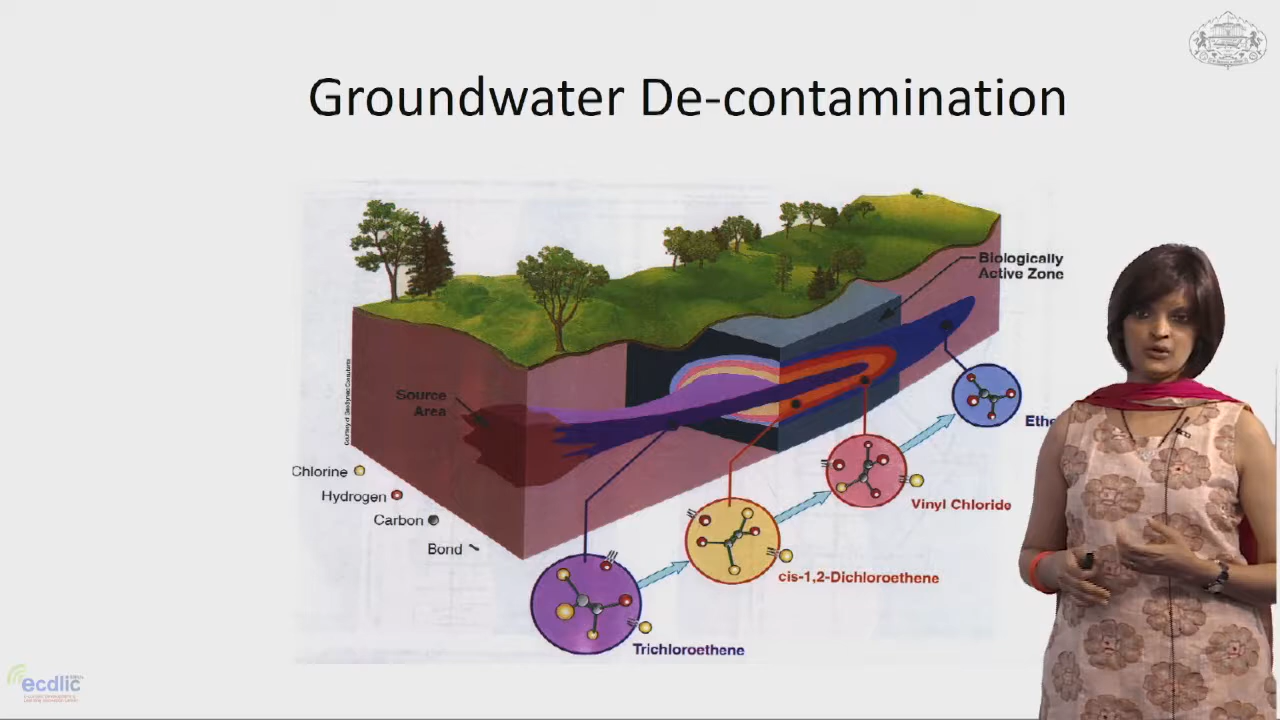 Groundwater De-contamination
Biologically
Active Zone
Source
Area
Chlorine
Hydrogen
Carbon
Bond
Ethe
Vinyl Chloride
cis-1,2-Dichloroethene
Trichloroethene
ecdlic